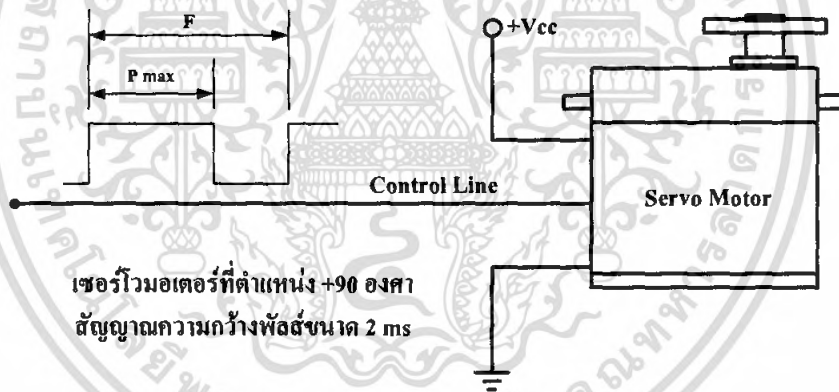 F
+Vcc
P max
Control Line
Servo Motor
เซอร์โวมอเตอร์ที่ตำแหน่ง +90 องศา
สัญญาณความกว้างพัลส์ขนาด 2 ms